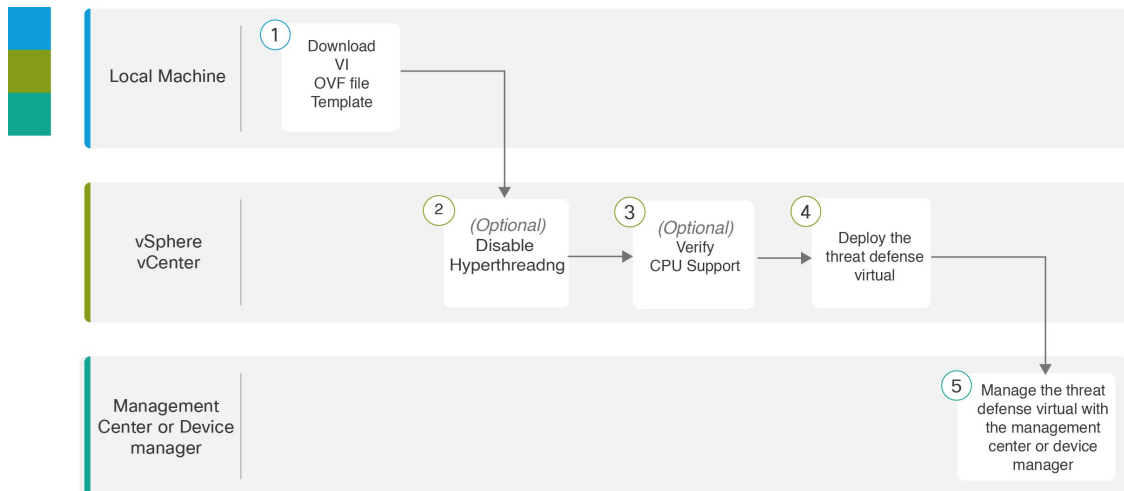 Local Machine
1
Download
VI
OVF file
Template
vSphere
vCenter
2
(Optional)
Disable
Hyperthreadng
3
(Optional)
Verify
CPU Support
4
Deploy the
threat defense
virtual
Management
Center or Device
manager
5
Manage the threat
defense virtual with
the management
center or device
manager